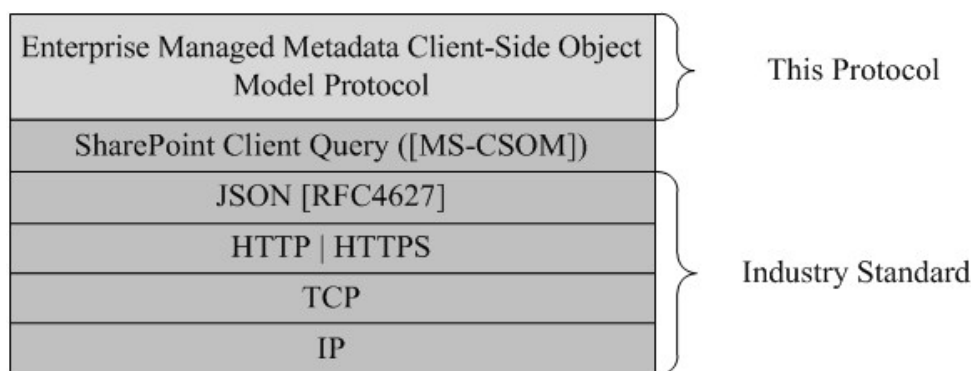 Enterprise Managed Metadata Client-Side Object
Model Protocol
This Protocol
SharePoint Client Query ([MS-CSOM])
JSON [RFC4627]
HTTP | HTTPS
TCP
IP
Industry Standard